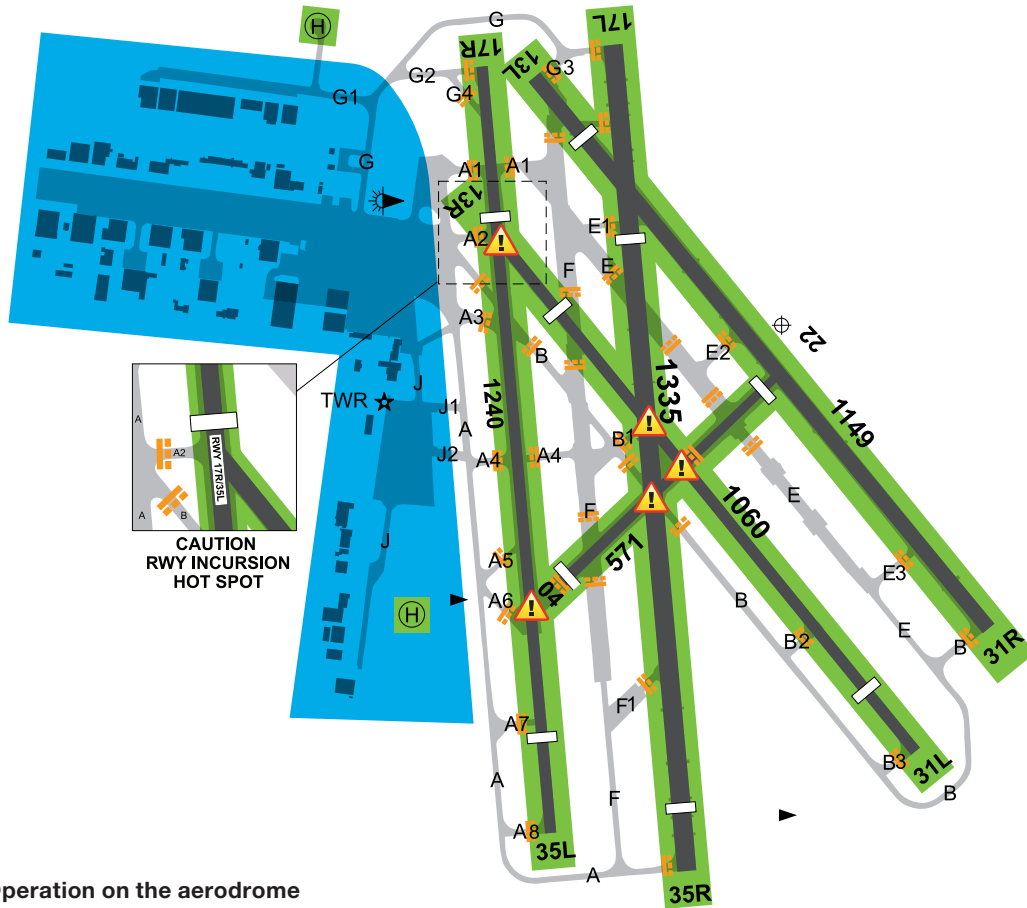 H
G
17R
13L
17L
G2
G3
G1
G4
G
A1
A1
13R
E1
A2
F
E
22
A3
B
E2
1240
1335
1149
J
TWR
J1
A
B1
J2
A4
A4
A
A2
RWY 17R/35L
A
B
E
1060
F
571
CAUTION
RWY INCURSION
HOT SPOT
J
A5
E3
04
A6
H
B
E
B2
B
31R
F1
A7
A
F
B3
31L
B
A8
35L
A
35R
peration on the aerodrome